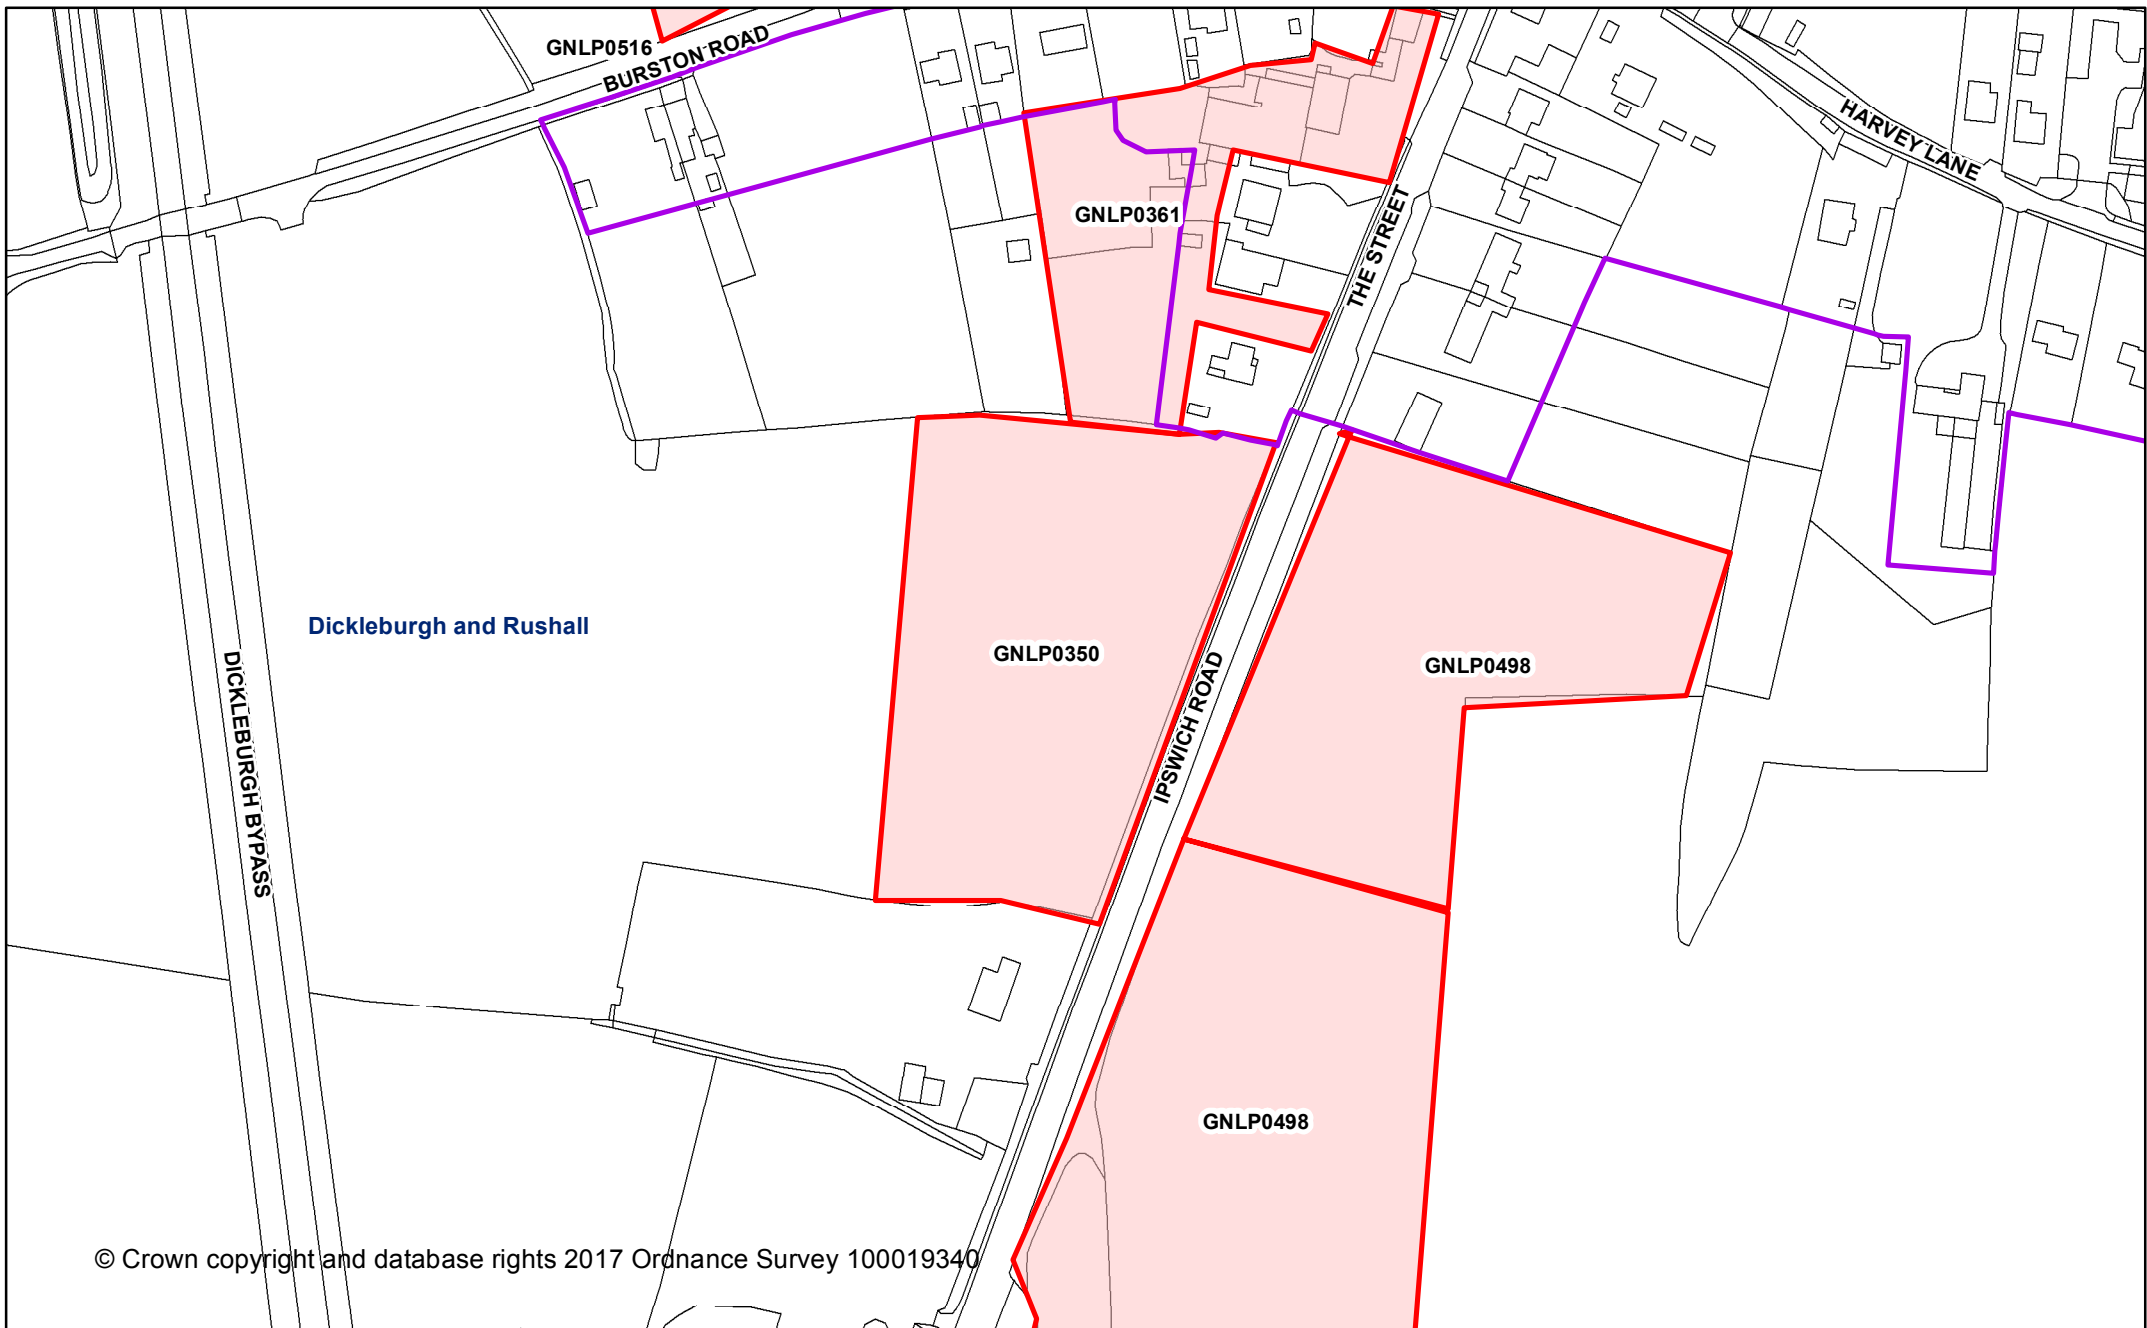 GNLP0516
BURSTON ROAD
HARVEY LANE
GNLP0361
THE STREET
Dickleburgh and Rushall
GNLP0350
GNLP0498
IPSWICH ROAD
DICKLEBURGH BYPASS
GNLP0498
© Crown copyright and database rights 2017 Ordnance Survey 100019340